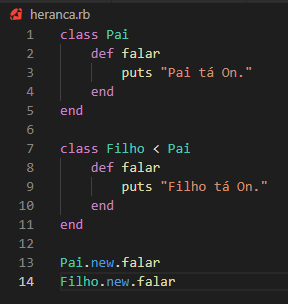 heranca.rb
1 class Pai
2     def falar
3         puts "Pai tá On."
4     end
5 end
6
7 class Filho < Pai
8     def falar
9         puts "Filho tá On."
10     end
11 end
12
13 Pai.new.falar
14 Filho.new.falar